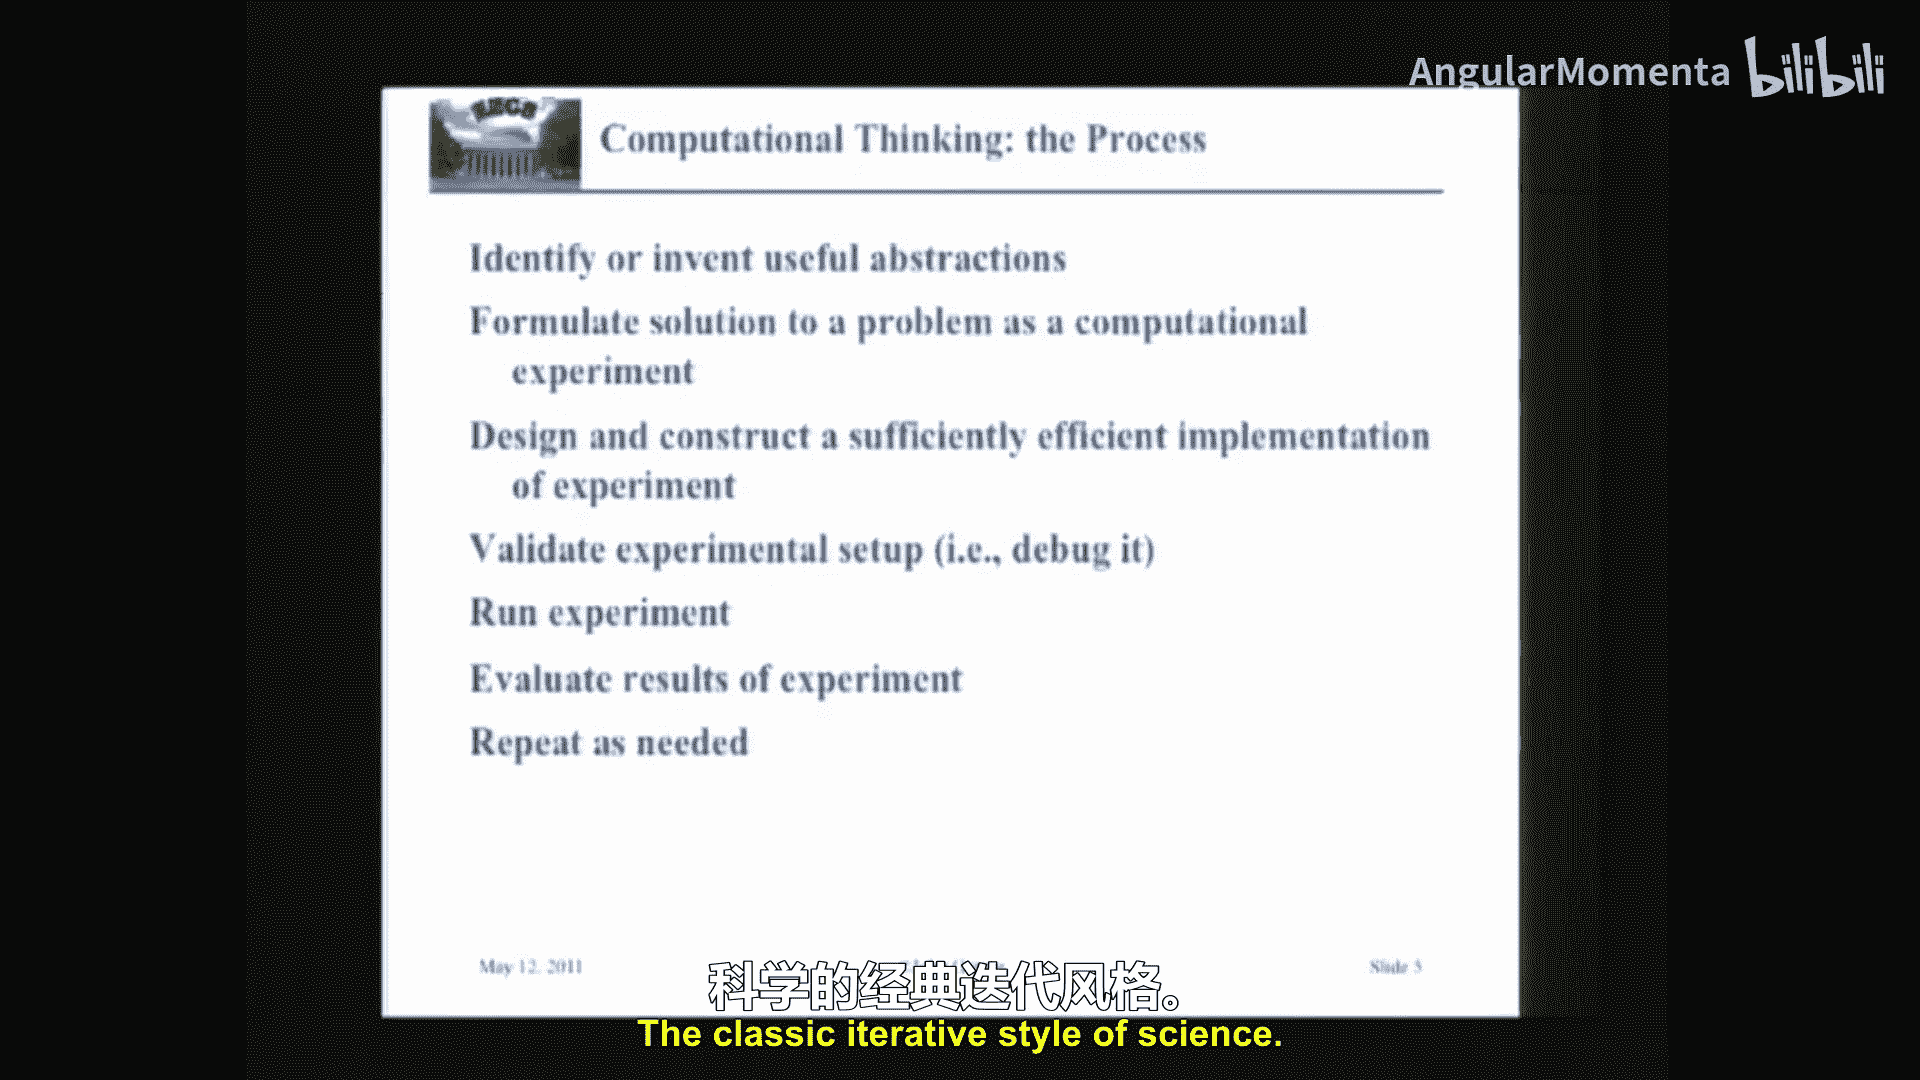 AngularMomenta bilibili
EECS
Computational Thinking: the Process
Identify or invent useful abstractions
Formulate solution to a problem as a computational
experiment
Design and construct a sufficiently efficient implementation
of experiment
Validate experimental setup (i.e., debug it)
Run experiment
Evaluate results of experiment
Repeat as needed
May 12, 2011
Slide 5
科学的经典迭代风格。
The classic iterative style of science.